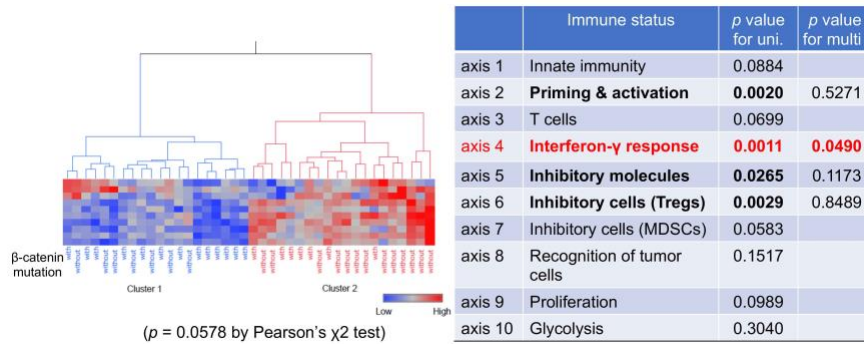 β-catenin
mutation
Cluster 1
Cluster 2
Low
High
(p = 0.0578 by Pearson's χ2 test)
Immune status
p value for uni.
p value for multi
axis 1 Innate immunity 0.0884
axis 2 Priming & activation 0.0020 0.5271
axis 3 T cells 0.0699
axis 4 Interferon-γ response 0.0011 0.0490
axis 5 Inhibitory molecules 0.0265 0.1173
axis 6 Inhibitory cells (Tregs) 0.0029 0.8489
axis 7 Inhibitory cells (MDSCs) 0.0583
axis 8 Recognition of tumor cells 0.1517
axis 9 Proliferation 0.0989
axis 10 Glycolysis 0.3040